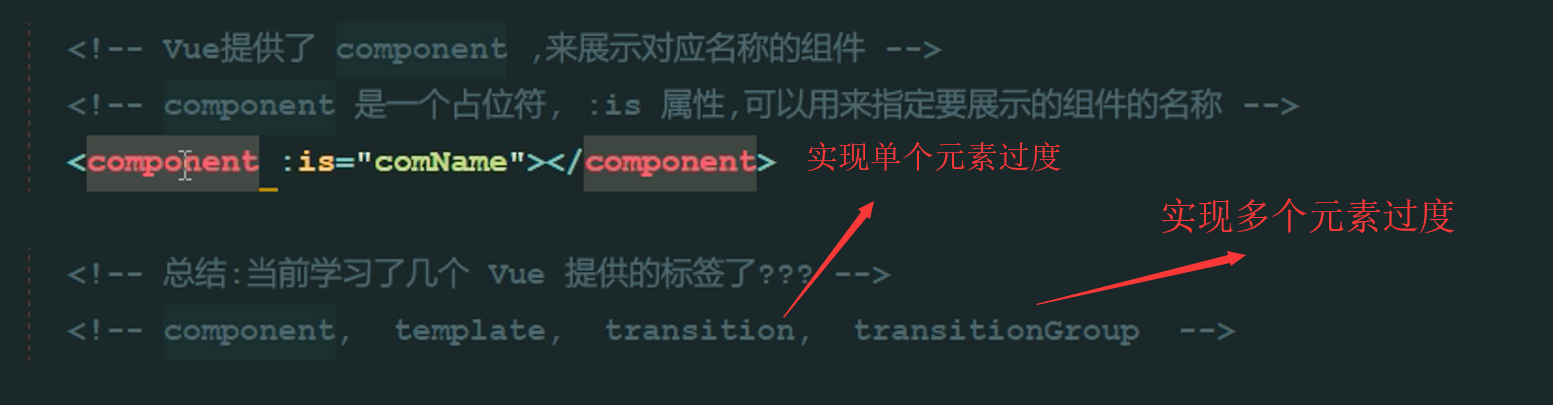 <!-- Vue提供了 component ,来展示对应名称的组件 -->
<!-- component 是一个占位符, :is 属性,可以用来指定要展示的组件的名称 -->
<component :is="comName"></component> 实现单个元素过度
实现多个元素过度
<!-- 总结:当前学习了几个 Vue 提供的标签了??? -->
<!-- component, template, transition, transitionGroup -->